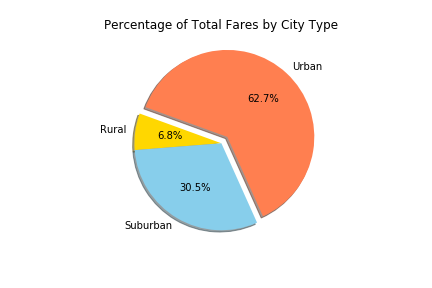 Percentage of Total Fares by City Type
Urban
62.7%
Rural
6.8%
30.5%
Suburban